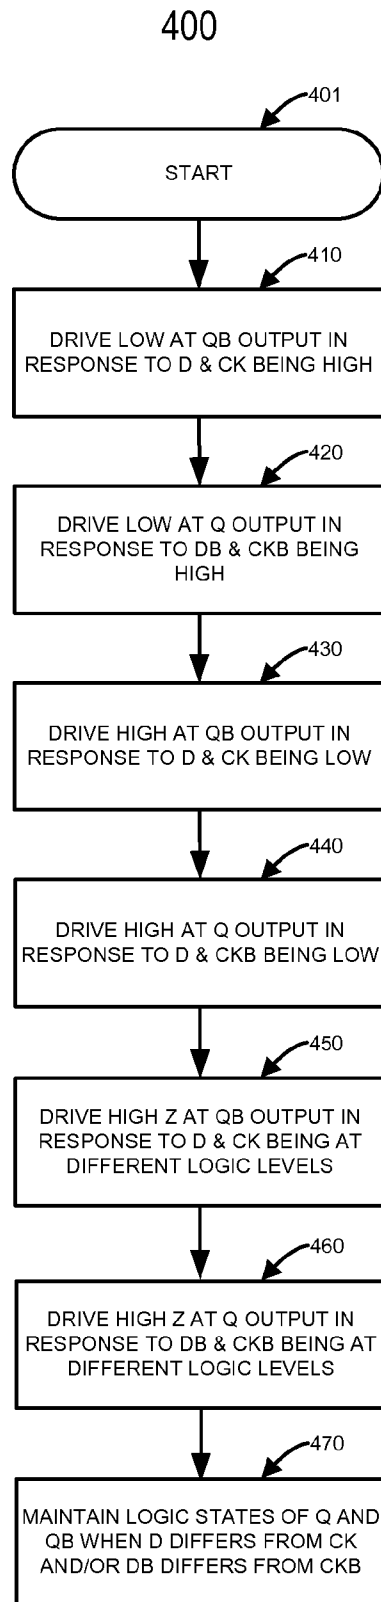 400
401
START
410
DRIVE LOW AT QB OUTPUT IN
RESPONSE TO D & CK BEING HIGH
420
DRIVE LOW AT Q OUTPUT IN
RESPONSE TO DB & CKB BEING
HIGH
430
DRIVE HIGH AT QB OUTPUT IN
RESPONSE TO D & CK BEING LOW
440
DRIVE HIGH AT Q OUTPUT IN
RESPONSE TO D & CKB BEING LOW
450
DRIVE HIGH Z AT QB OUTPUT IN
RESPONSE TO D & CK BEING AT
DIFFERENT LOGIC LEVELS
460
DRIVE HIGH Z AT Q OUTPUT IN
RESPONSE TO DB & CKB BEING AT
DIFFERENT LOGIC LEVELS
470
MAINTAIN LOGIC STATES OF Q AND
QB WHEN D DIFFERS FROM CK
AND/OR DB DIFFERS FROM CKB